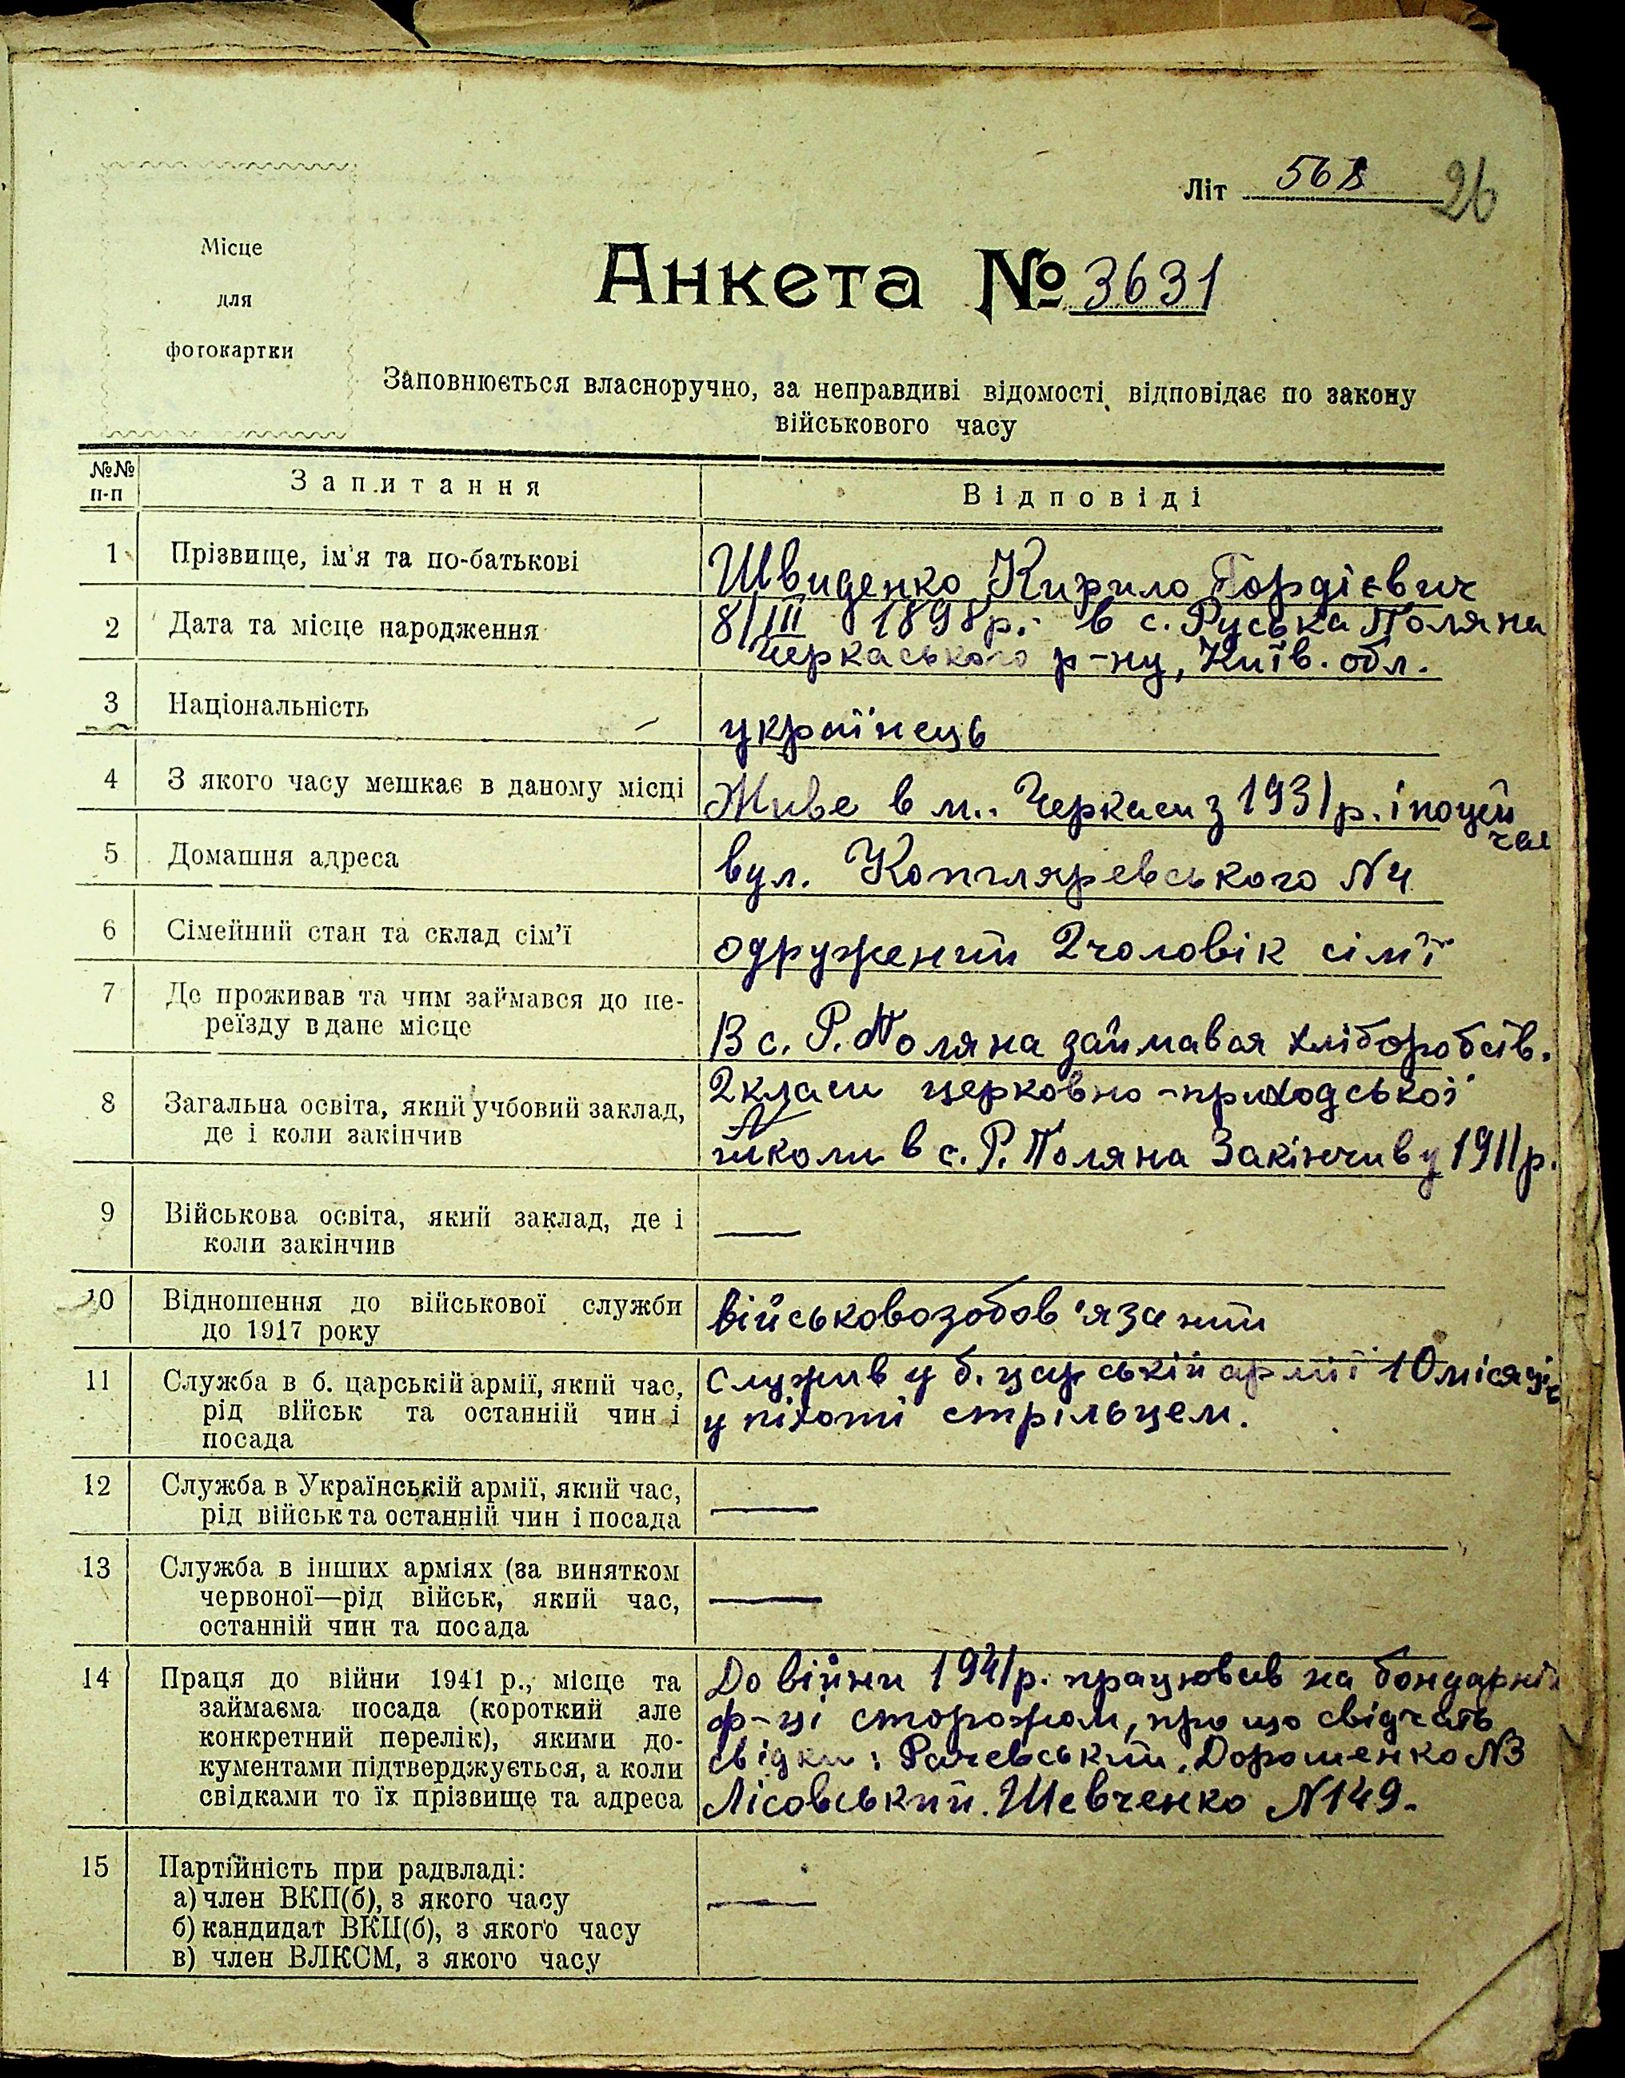 Літ 568 26
Місце
для
фотокартки
Анкета № 3631
Заповнюється власноручно, за неправдиві відомості відповідає по закону
військового часу
№№ п-п Запитання Відповіді
1 Прізвище, ім'я та по-батькові Швиденко Кирило Гордієвич
2 Дата та місце народження 8/III 1898р. в с. Руська Поляна
Черкаського р-ну, Київ. обл.
3 Національність українець
4 З якого часу мешкає в даному місці Живе в м. Черкаси з 1931р. і по цей
час
5 Домашня адреса вул. Котляревського №4
6 Сімейний стан та склад сім'ї одружений 2 чоловік сім'ї
7 Де проживав та чим займався до пе-
реїзду в дане місце В с. Р. Поляна займався хліборобств.
8 Загальна освіта, який учбовий заклад,
де і коли закінчив
2 класи церковно-приходської
школи в с. Р. Поляна Закінчив у 1911р.
9 Військова освіта, який заклад, де і
коли закінчив —
10 Відношення до військової служби
до 1917 року
військовозобов'язаний
11 Служба в б. царській армії, який час,
рід військ та останній чин і
посада
служив у б. царській армії 10 місяців
у піхоті стрільцем.
12 Служба в Українській армії, який час,
рід військ та останній чин і посада —
13 Служба в інших арміях (за винятком
червоної—рід військ, який час,
останній чин та посада —
14 Праця до війни 1941 р., місце та
займаєма посада (короткий але
конкретний перелік), якими до-
кументами підтверджується, а коли
свідками то їх прізвище та адреса
До війни 1941р. працював на бондарній
ф-ці сторожом, про що свідчать
свідки: Рачевський, Дорошенко №3
Лісовський. Шевченко №149.
15 Партійність при радвладі: —
а) член ВКП(б), з якого часу
б) кандидат ВКП(б), з якого часу
в) член ВЛКСМ, з якого часу